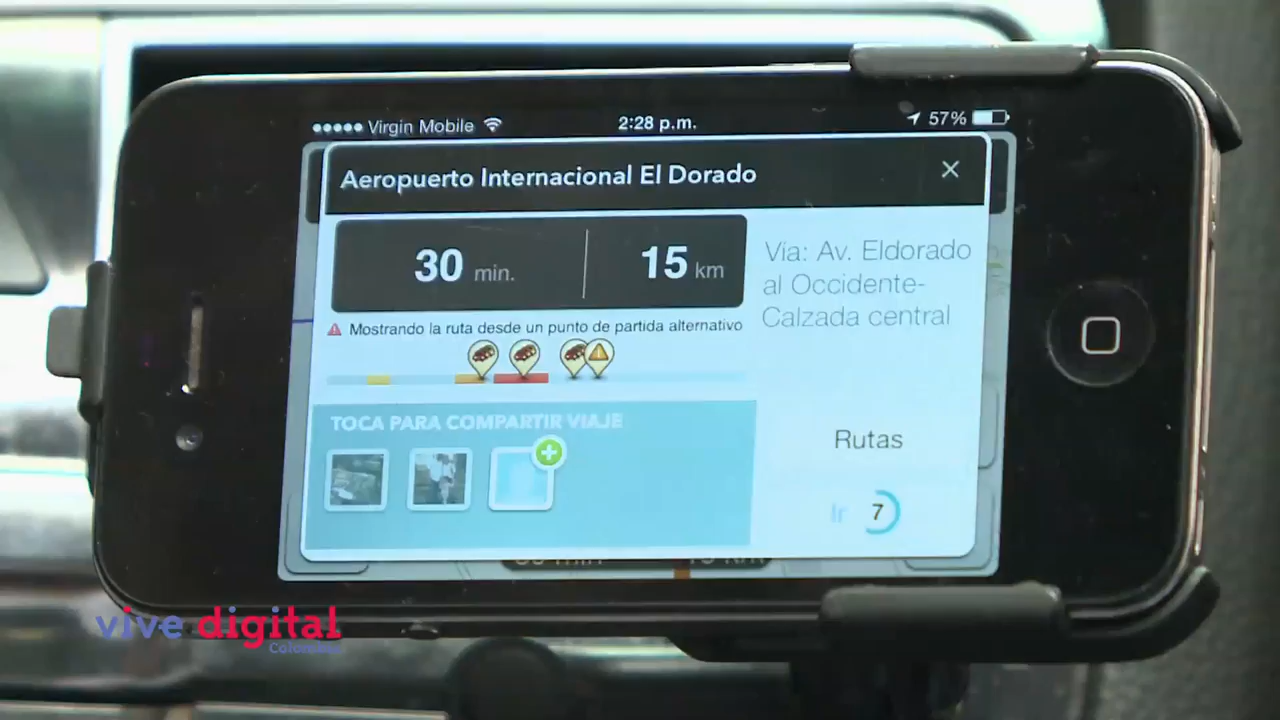 Virgin Mobile
2:28 p.m.
57%
Aeropuerto Internacional El Dorado
30 min.
15 km
Via: Av. Eldorado
al Occidente-
Calzada central
Mostrando la ruta desde un punto de partida alternativo
TOCA PARA COMPARTIR VIAJE
Rutas
Ir 7
vive digital
Colombia